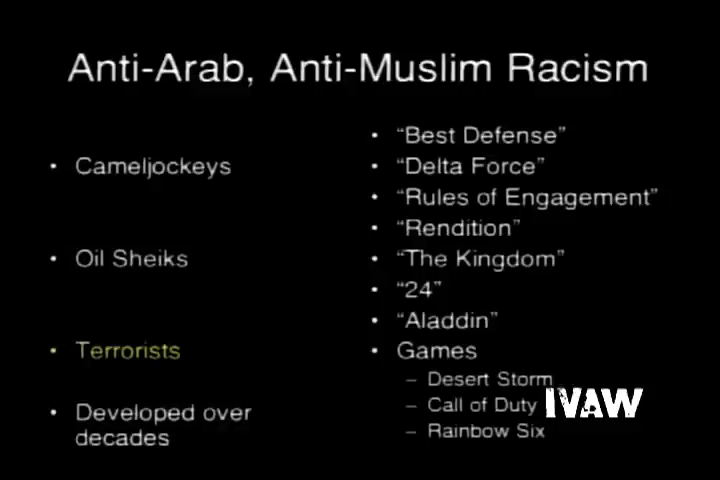 Anti-Arab, Anti-Muslim Racism
• Cameljockeys
• Oil Sheiks
• Terrorists
• Developed over
decades
• “Best Defense”
• “Delta Force”
• “Rules of Engagement”
• “Rendition”
• “The Kingdom”
• “24”
• “Aladdin”
• Games
– Desert Storm
– Call of Duty
– Rainbow Six
IVAW